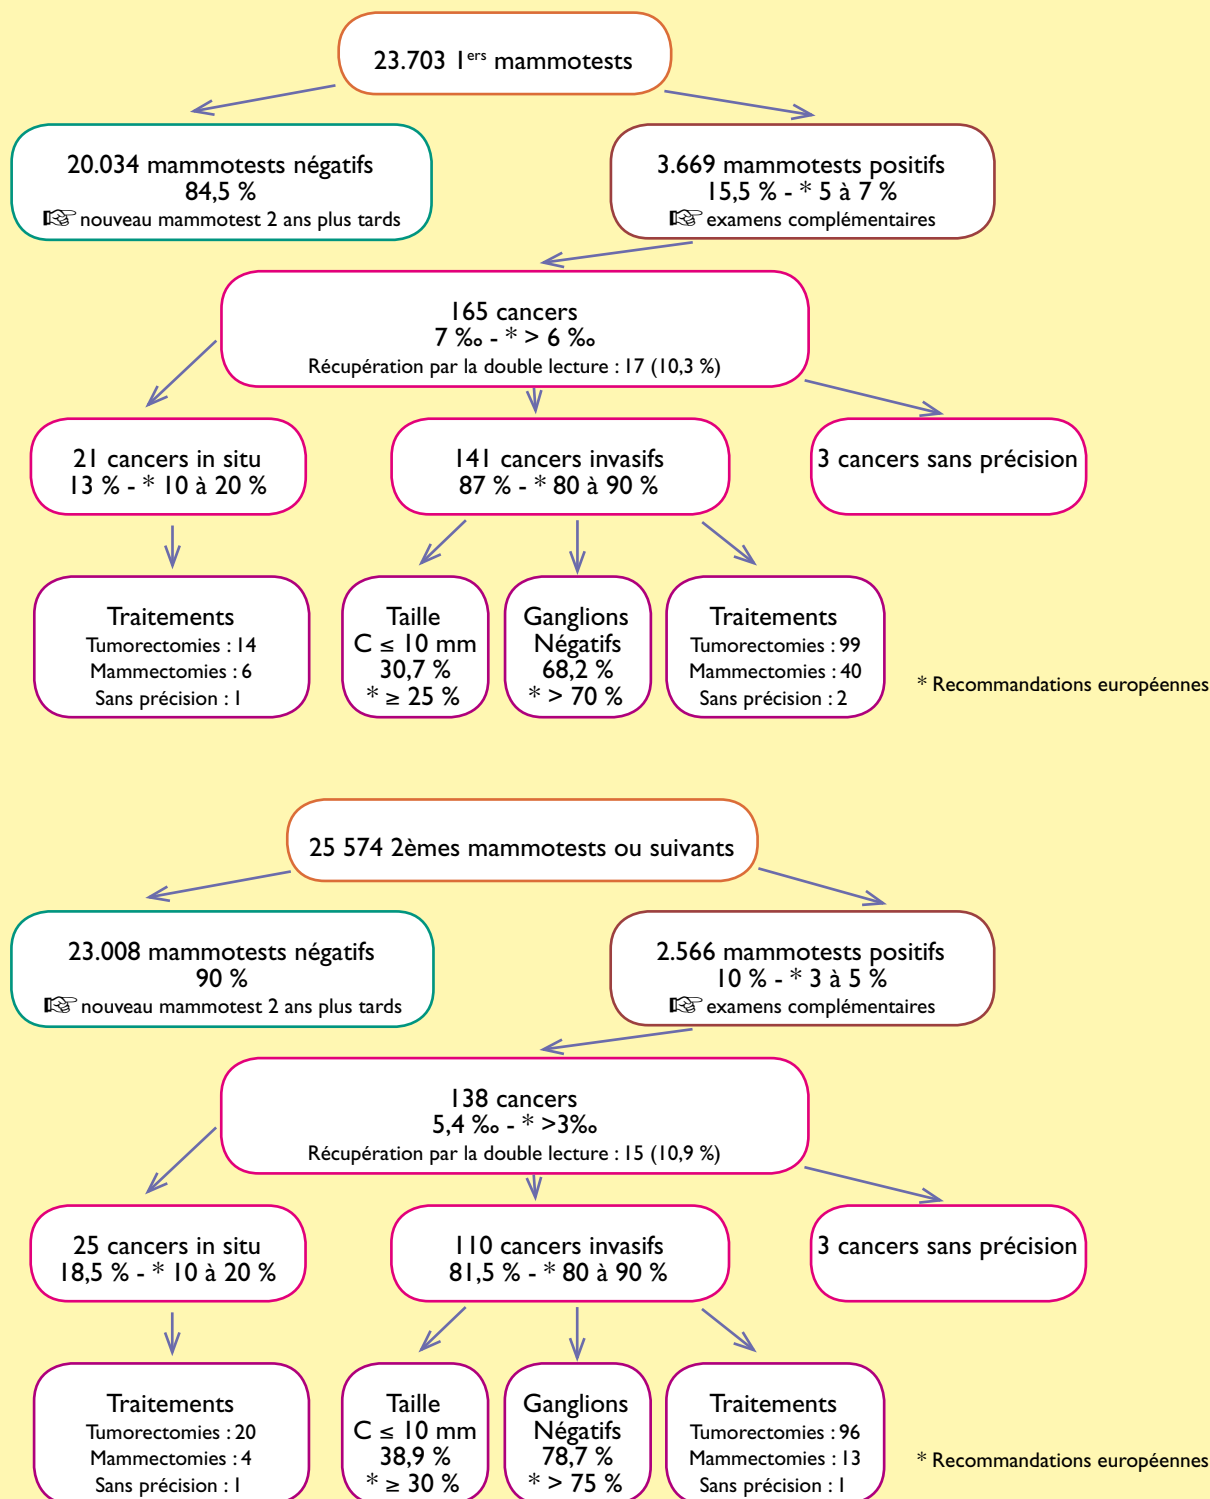 23.703 1ers mammotests
20.034 mammotests négatifs
84,5 %
☞ nouveau mammotest 2 ans plus tards
3.669 mammotests positifs
15,5 % - * 5 à 7 %
☞ examens complémentaires
165 cancers
7 ‰ - * > 6 ‰
Récupération par la double lecture : 17 (10,3 %)
21 cancers in situ
13 % - * 10 à 20 %
141 cancers invasifs
87 % - * 80 à 90 %
3 cancers sans précision
Traitements
Tumorectomies : 14
Mammectomies : 6
Sans précision : 1
Taille
C ≤ 10 mm
30,7 %
* ≥ 25 %
Ganglions
Négatifs
68,2 %
* > 70 %
Traitements
Tumorectomies : 99
Mammectomies : 40
Sans précision : 2
* Recommandations européennes
25 574 2èmes mammotests ou suivants
23.008 mammotests négatifs
90 %
☞ nouveau mammotest 2 ans plus tards
2.566 mammotests positifs
10 % - * 3 à 5 %
☞ examens complémentaires
138 cancers
5,4 ‰ - * >3‰
Récupération par la double lecture : 15 (10,9 %)
25 cancers in situ
18,5 % - * 10 à 20 %
110 cancers invasifs
81,5 % - * 80 à 90 %
3 cancers sans précision
Traitements
Tumorectomies : 20
Mammectomies : 4
Sans précision : 1
Taille
C ≤ 10 mm
38,9 %
* ≥ 30 %
Ganglions
Négatifs
78,7 %
* > 75 %
Traitements
Tumorectomies : 96
Mammectomies : 13
Sans précision : 1
* Recommandations européennes